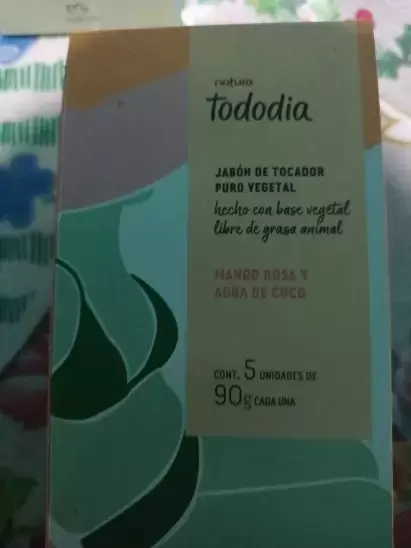 natura
Tododia
JABÓN DE TOCADOR
PURO VEGETAL
hecho con base vegetal
libre de grasa animal
MANGO ROSA Y
AGUA DE COCO
CONT. 5 UNIDADES DE
90g CADA UNA